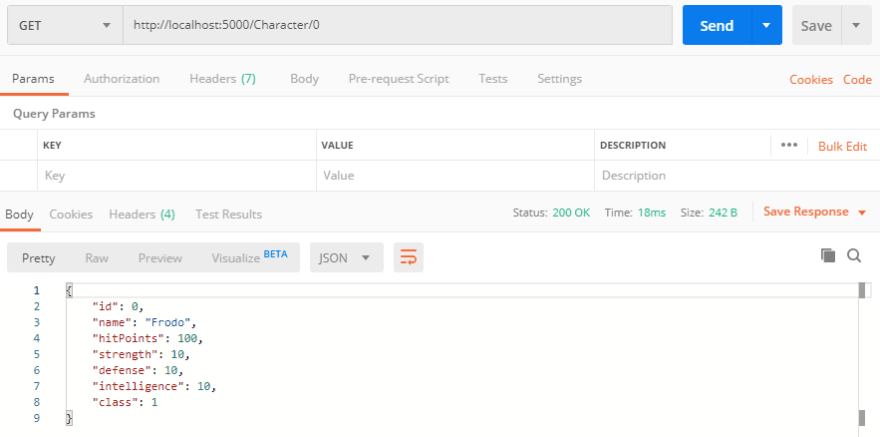 GET http://localhost:5000/Character/0 Send Save
Params Authorization Headers (7) Body Pre-request Script Tests Settings Cookies Code
Query Params
KEY VALUE DESCRIPTION ••• Bulk Edit
Key Value Description
Body Cookies Headers (4) Test Results Status: 200 OK Time: 18ms Size: 242 B Save Response
Pretty Raw Preview Visualize BETA JSON
1 {
2 "id": 0,
3 "name": "Frodo",
4 "hitPoints": 100,
5 "strength": 10,
6 "defense": 10,
7 "intelligence": 10,
8 "class": 1
9 }